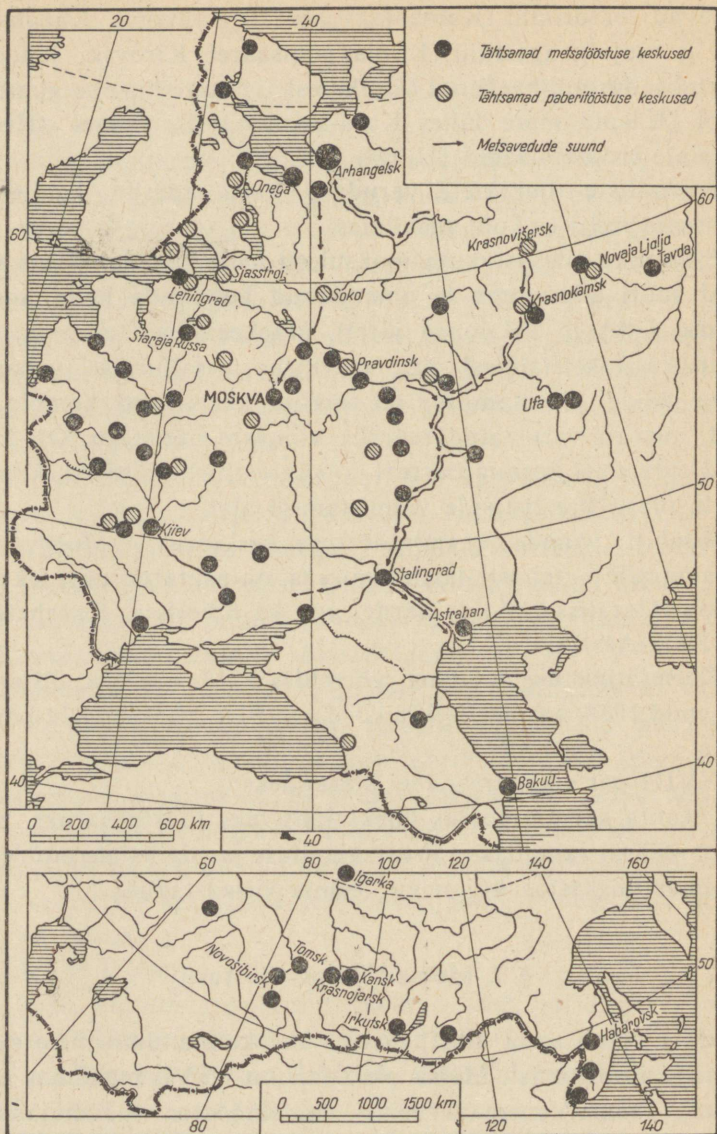 20
40
Tähtsamad metsatööstuse keskused
Tähtsamad paberitööstuse keskused
Metsavedude suund
Arhangelsk
60
Onega
Krasnovišersk
60
Novaja Ljalja
Tavda
Sjasstroi
Leningrad
Sokol
Krasnokamsk
Staraja Russa
Pravdinsk
MOSKVA
Ufa
50
Kiiev
Stalingrad
Astrahan
40
Bakuu
40
0 200 400 600 km
40
60
80
100
120
140
160
Igarka
Tomsk
Novosibirsk
Kansk
Krasnojarsk
50
Irkutsk
Habarovsk
0 500 1000 1500 km
80
120
140